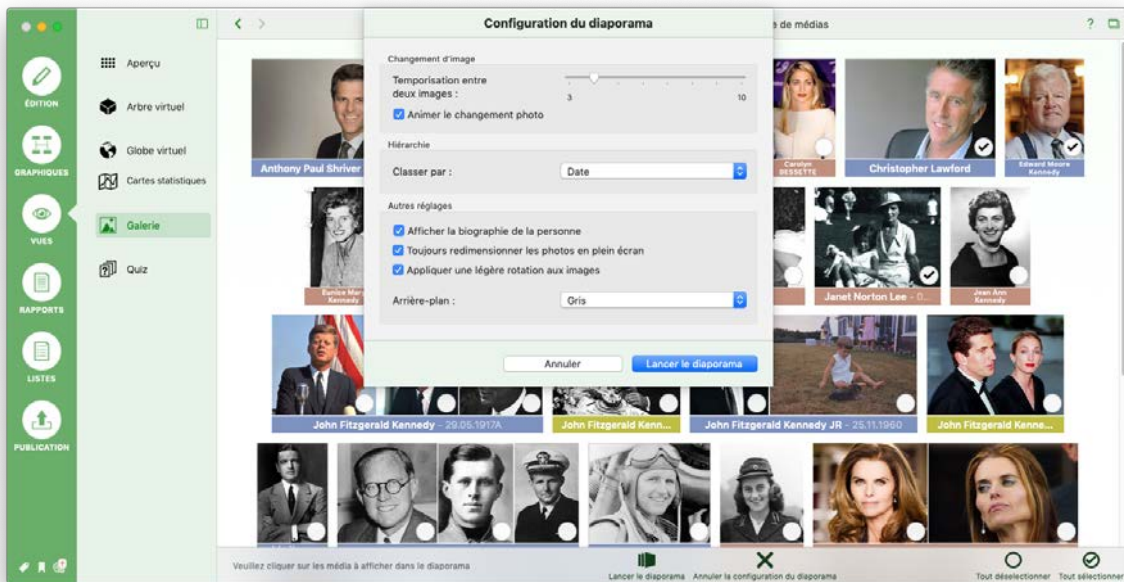 Configuration du diaporama
e de médias
?
Changement d'image
Temporisation entre
deux images :
3
10
Animer le changement photo
Hiérarchie
Classer par :
Date
Autres réglages
Afficher la biographie de la personne
Toujours redimensionner les photos en plein écran
Appliquer une légère rotation aux images
Arrière-plan :
Gris
Annuler
Lancer le diaporama
ÉDITION
GRAPHIQUES
VUES
RAPPORTS
LISTES
PUBLICATION
Aperçu
Arbre virtuel
Globe virtuel
Cartes statistiques
Galerie
Quiz
Anthony Paul Shriver
Carolyn
BESSETTE
Christopher Lawford
Edward Moore
Kennedy
Eunice Mary
Kennedy
Janet Norton Lee - D...
Jean Ann
Kennedy
John Fitzgerald Kennedy - 29.05.1917A
John Fitzgerald Kenn...
John Fitzgerald Kennedy JR - 25.11.1960
John Fitzgerald Kenne...
Veuillez cliquer sur les média à afficher dans le diaporama
Lancer le diaporama
Annuler la configuration du diaporama
Tout déselectionner
Tout sélectionner